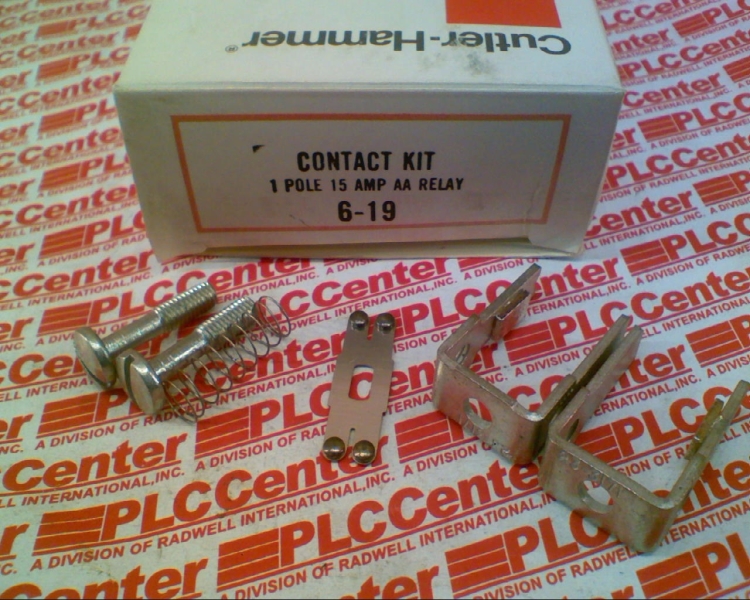 Cutler-Hammer®
CONTACT KIT
1 POLE 15 AMP AA RELAY
6-19
PLCCenter
A DIVISION OF RADWELL INTERNATIONAL, INC.